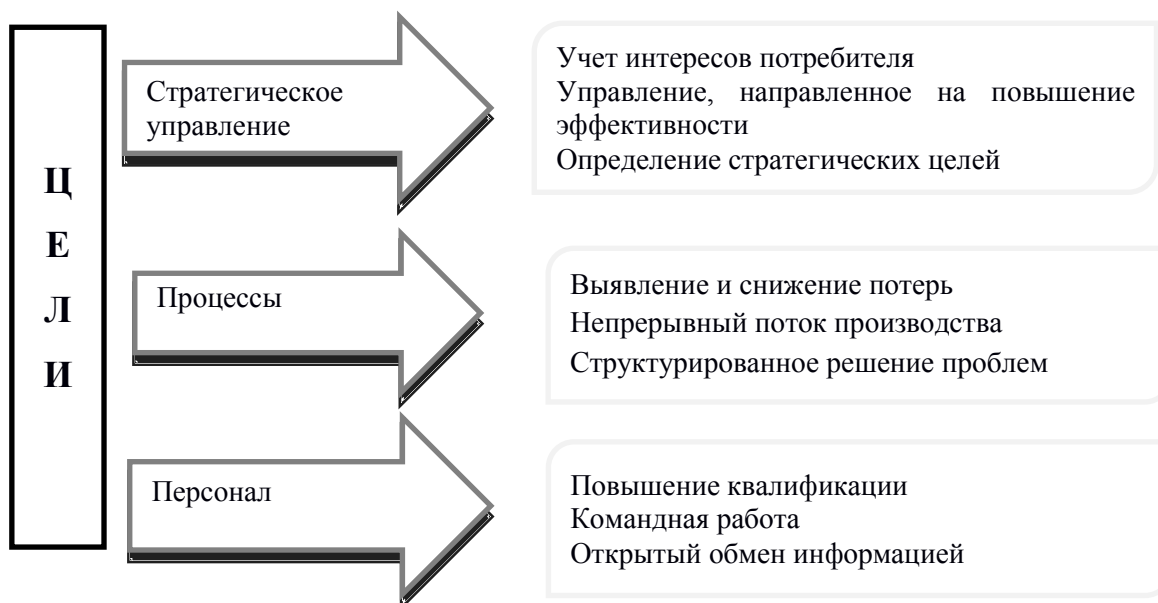 ЦЕЛИ
Стратегическое
управление
Учет интересов потребителя
Управление, направленное на повышение
эффективности
Определение стратегических целей
Процессы
Выявление и снижение потерь
Непрерывный поток производства
Структурированное решение проблем
Персонал
Повышение квалификации
Командная работа
Открытый обмен информацией